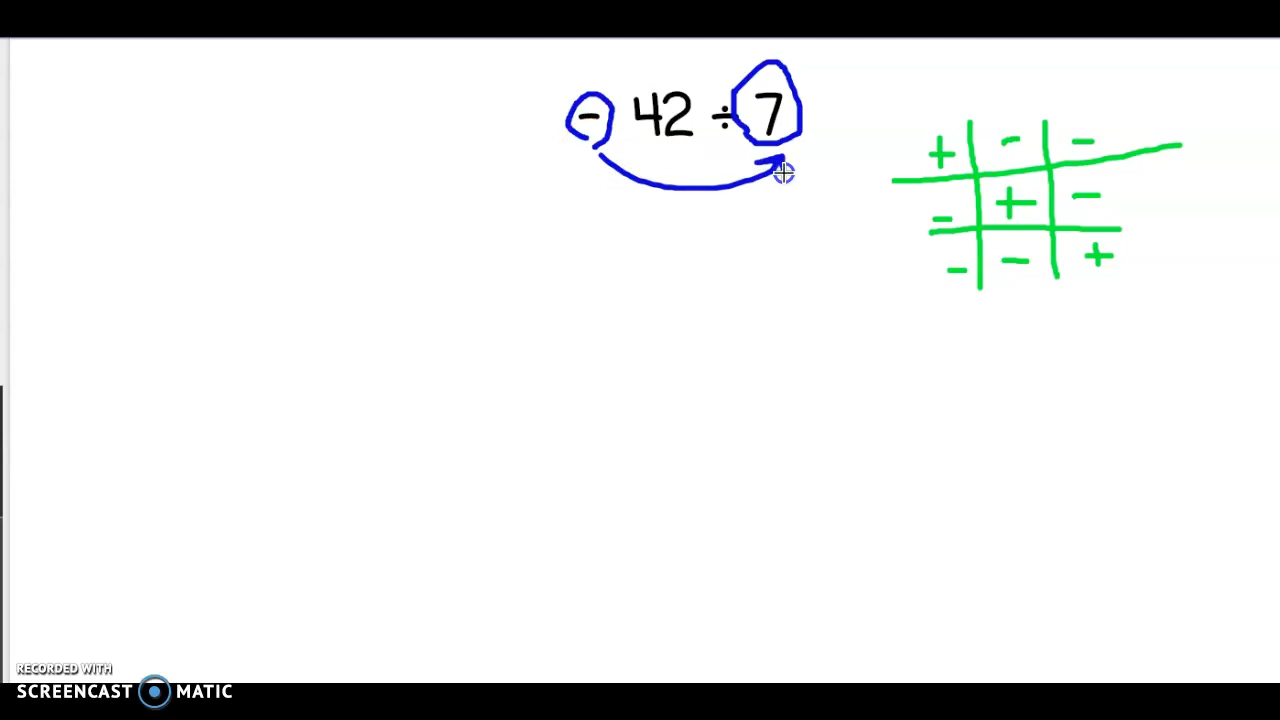 - 42 ÷ 7
+ - -
- + -
- - +
RECORDED WITH
SCREENCAST MATIC